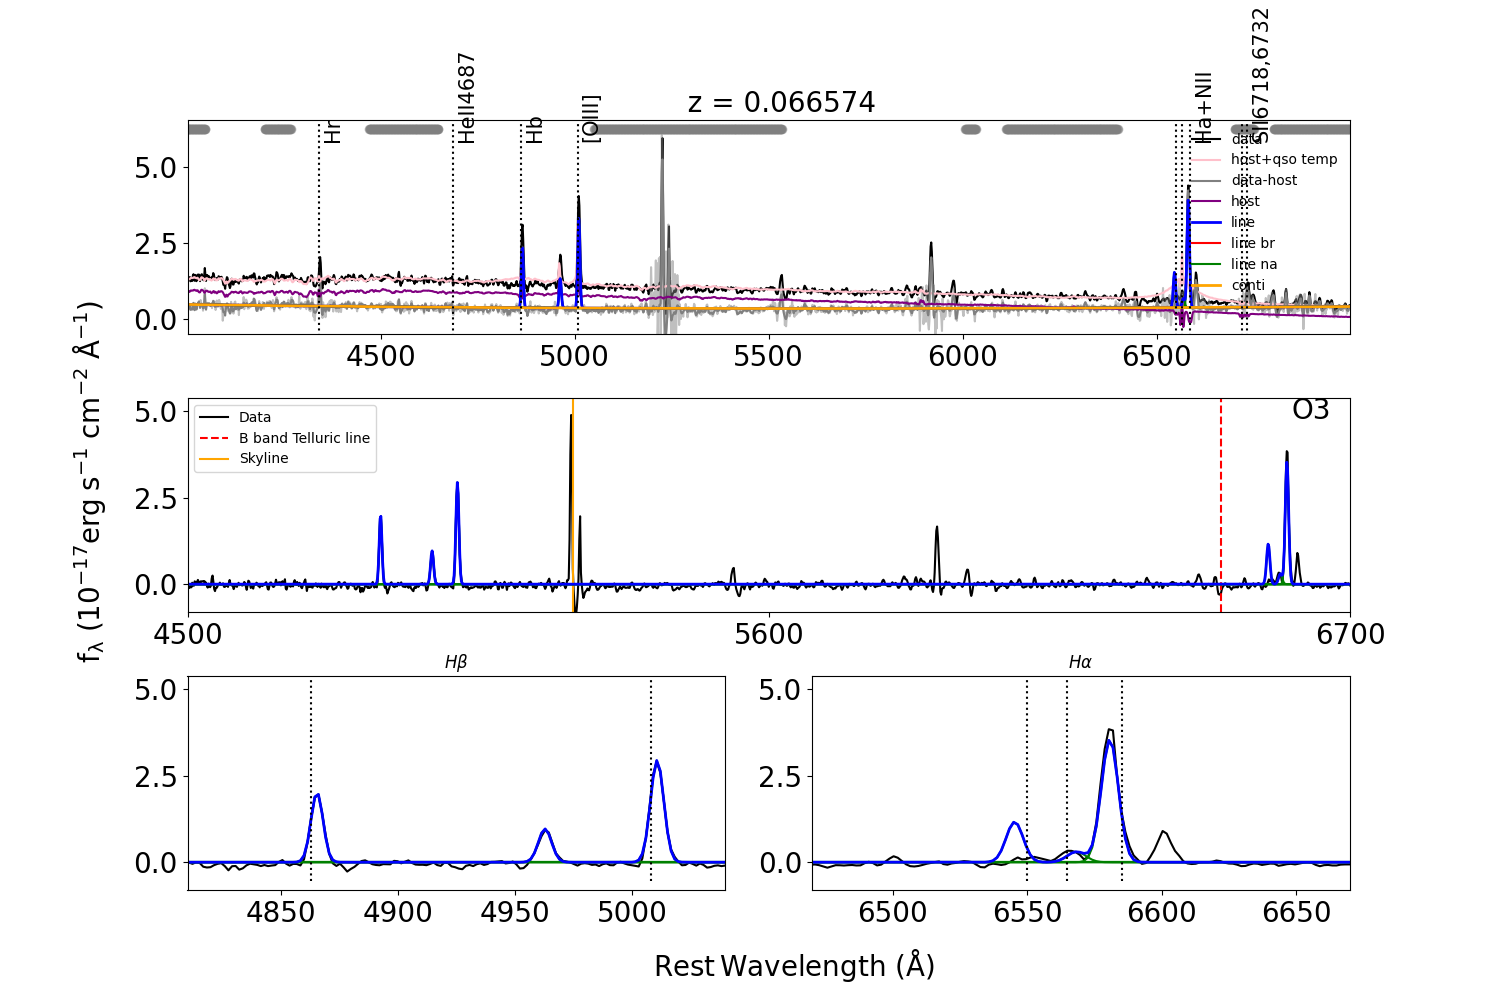 z = 0.066574
Hr
HeII4687
Hb
[OIII]
Ha+NII
SII6718,6732
data
host+qso temp
data-host
host
line
line br
line na
conti
5.0
2.5
0.0
4500
5000
5500
6000
6500
O3
Data
B band Telluric line
Skyline
5.0
2.5
0.0
4500
5600
6700
fλ (10⁻¹⁷erg s⁻¹ cm⁻² Å⁻¹)
Hβ
5.0
2.5
0.0
4850
4900
4950
5000
Hα
5.0
2.5
0.0
6500
6550
6600
6650
Rest Wavelength (Å)